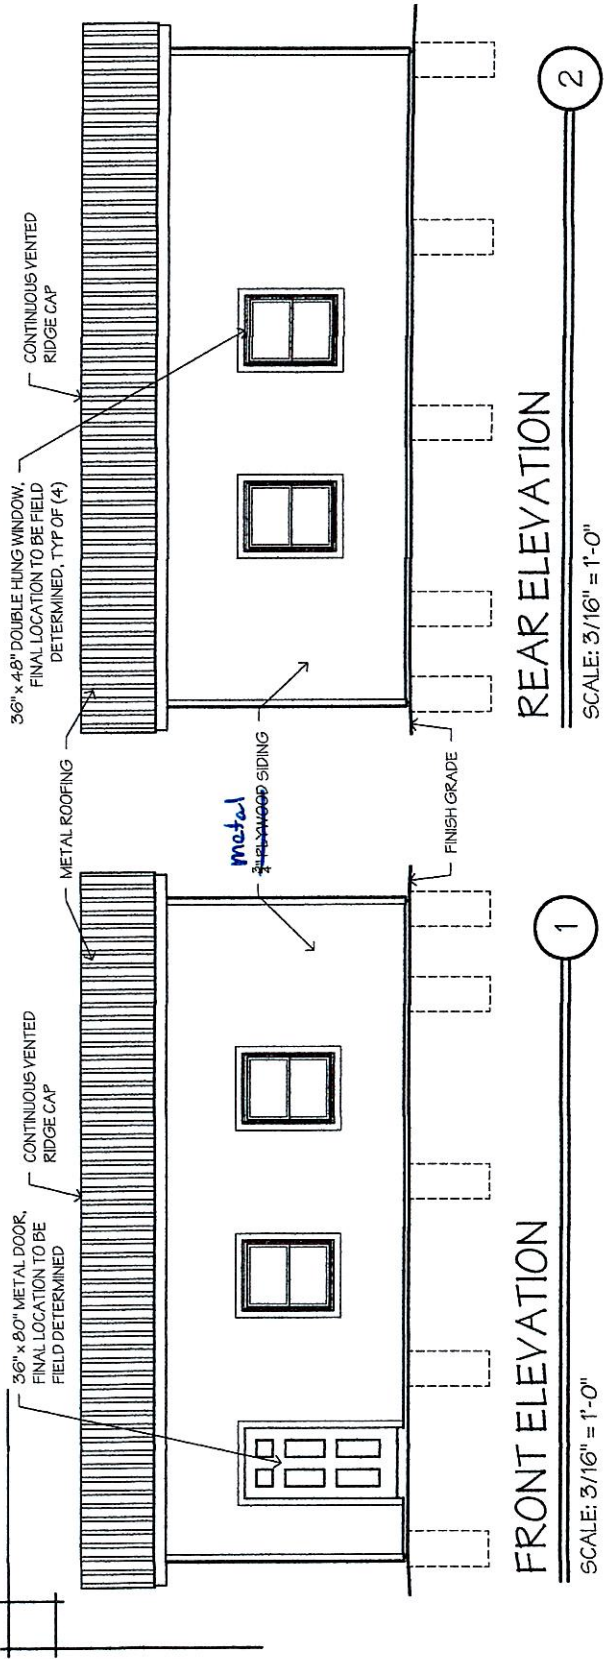 36" x 80" METAL DOOR,
FINAL LOCATION TO BE
FIELD DETERMINED
CONTINUOUS VENTED
RIDGE CAP
METAL ROOFING
36" x 48" DOUBLE HUNG WINDOW,
FINAL LOCATION TO BE FIELD
DETERMINED, TYP OF (4)
CONTINUOUS VENTED
RIDGE CAP
metal
PLYWOOD SIDING
FINISH GRADE
FRONT ELEVATION
SCALE: 3/16" = 1'-0"
1
REAR ELEVATION
SCALE: 3/16" = 1'-0"
2